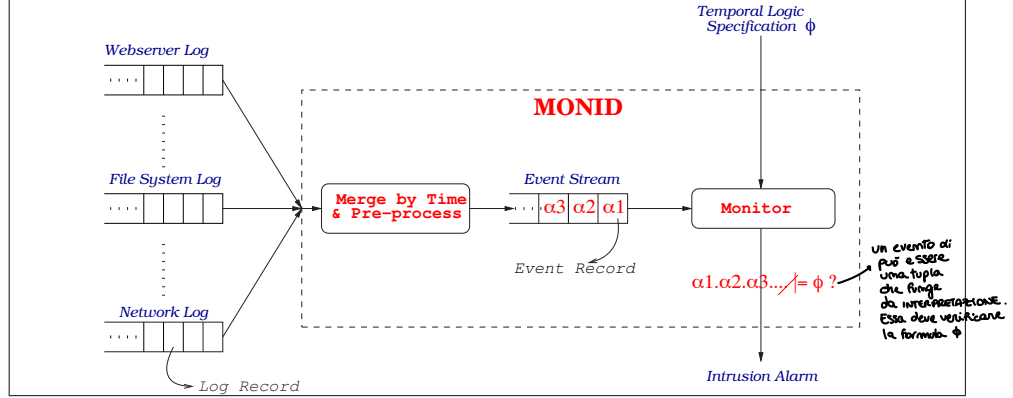 Temporal Logic
Specification ϕ
Webserver Log
MONID
File System Log
Event Stream
Merge by Time
& Pre-process
α3 α2 α1
Monitor
Event Record
α1.α2.α3....⊭ ϕ ?
un evento di
può essere
una tupla
che funge
da INTERPRETAZIONE.
Essa deve verificare
la formula ϕ
Network Log
Log Record
Intrusion Alarm